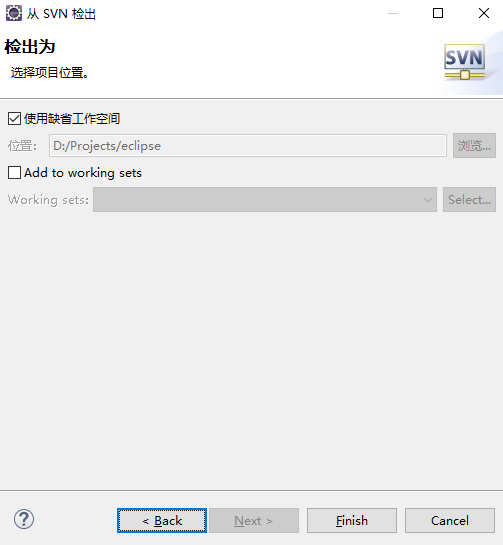 从 SVN 检出
检出为
选择项目位置。
SVN
使用缺省工作空间
位置: D:/Projects/eclipse 浏览...
Add to working sets
Working sets: Select...
< Back Next > Finish Cancel